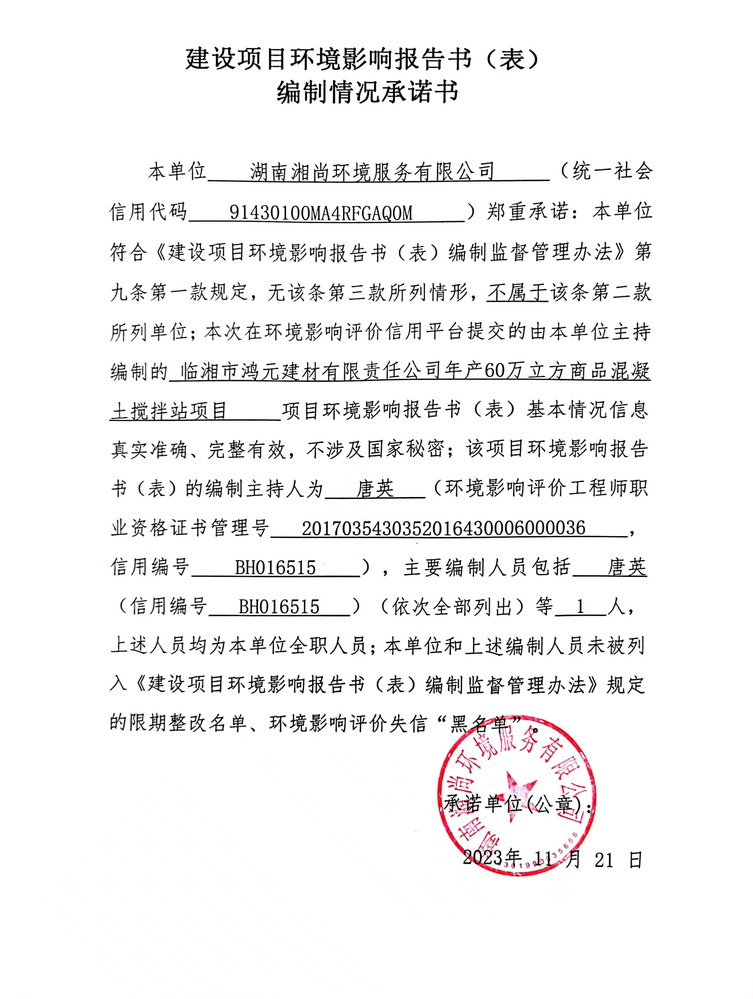 建设项目环境影响报告书（表）
编制情况承诺书
本单位 湖南湘尚环境服务有限公司 （统一社会
信用代码 91430100MA4RFGAQ0M ）郑重承诺：本单位
符合《建设项目环境影响报告书（表）编制监督管理办法》第
九条第一款规定，无该条第三款所列情形，不属于该条第二款
所列单位；本次在环境影响评价信用平台提交的由本单位主持
编制的 临湘市鸿元建材有限责任公司年产60万立方商品混凝
土搅拌站项目 项目环境影响报告书（表）基本情况信息
真实准确、完整有效，不涉及国家秘密；该项目环境影响报告
书（表）的编制主持人为 唐英 （环境影响评价工程师职
业资格证书管理号 2017035430352016430006000036 ，
信用编号 BH016515 ），主要编制人员包括 唐英
（信用编号 BH016515 ）（依次全部列出）等 1 人，
上述人员均为本单位全职人员；本单位和上述编制人员未被列
入《建设项目环境影响报告书（表）编制监督管理办法》规定
的限期整改名单、环境影响评价失信“黑名单”。
湖南湘尚环境服务有限公司
承诺单位(公章)：
2023年 11 月 21 日